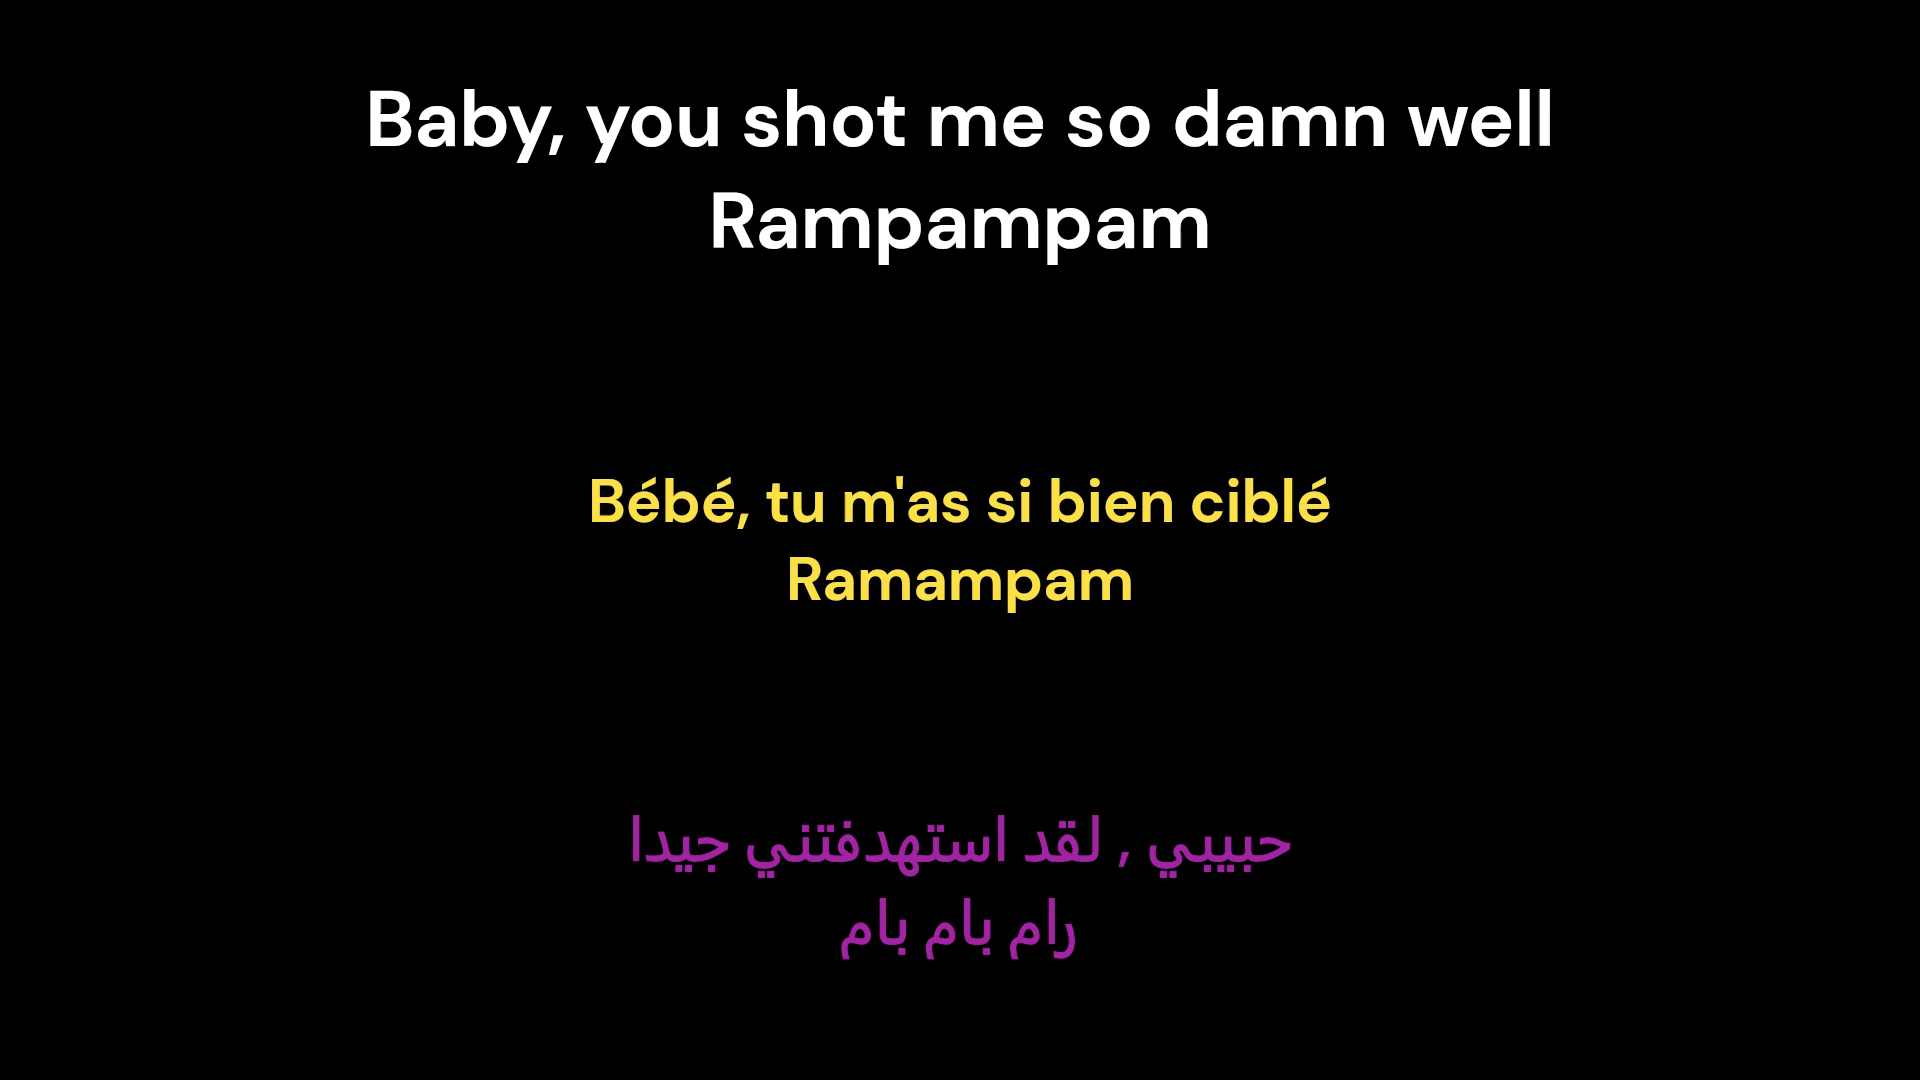 Baby, you shot me so damn well
Rampampam
Bébé, tu m'as si bien ciblé
Ramampam
حبيبي , لقد استهدفتني جيدا
رام بام بام